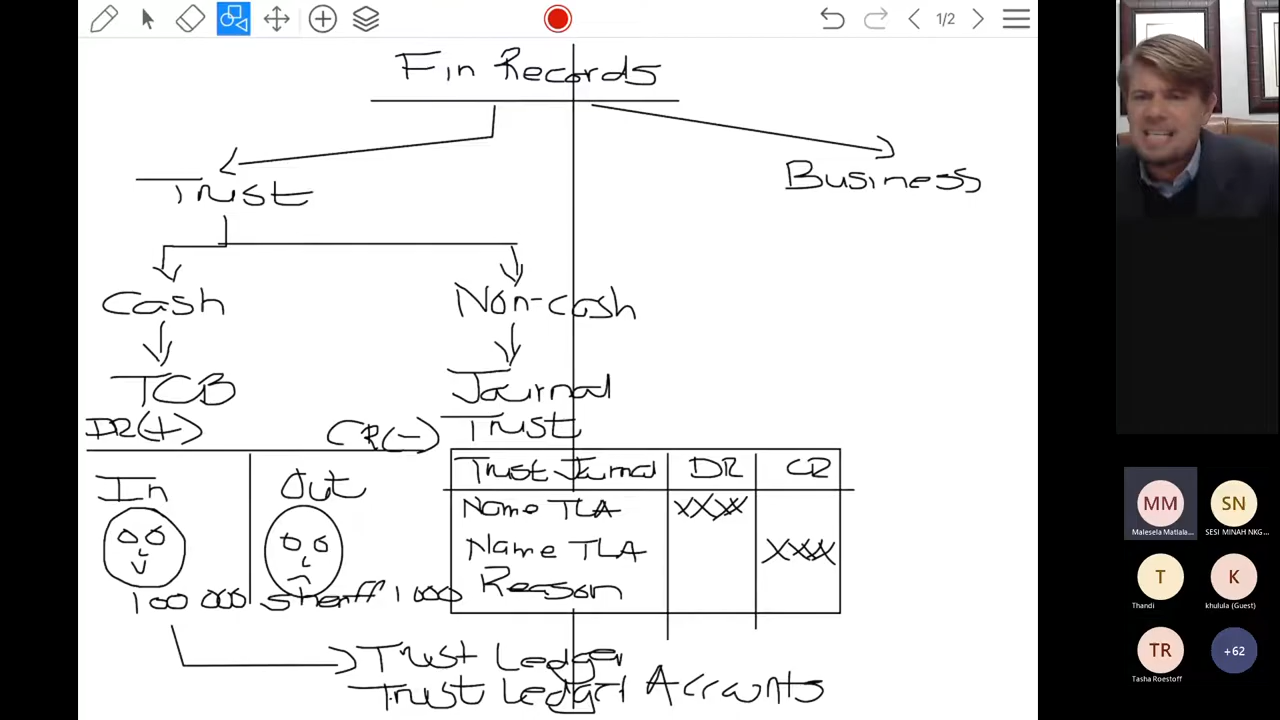 1/2
Fin Records
Trust
Business
Cash
Non-cash
TCB
Journal
DR(+)
CR(-)
Trust
In
Out
Trust Journal DR CR
Name TLA XXXX
Name TLA XXXX
Reason
100 000
Sheriff 1 000
Trust Ledger
Trust Ledger Accounts
MM
Malesela Matlala...
SN
SESI MINAH NKG...
T
Thandi
K
khulula (Guest)
TR
Tasha Roestoff
+62